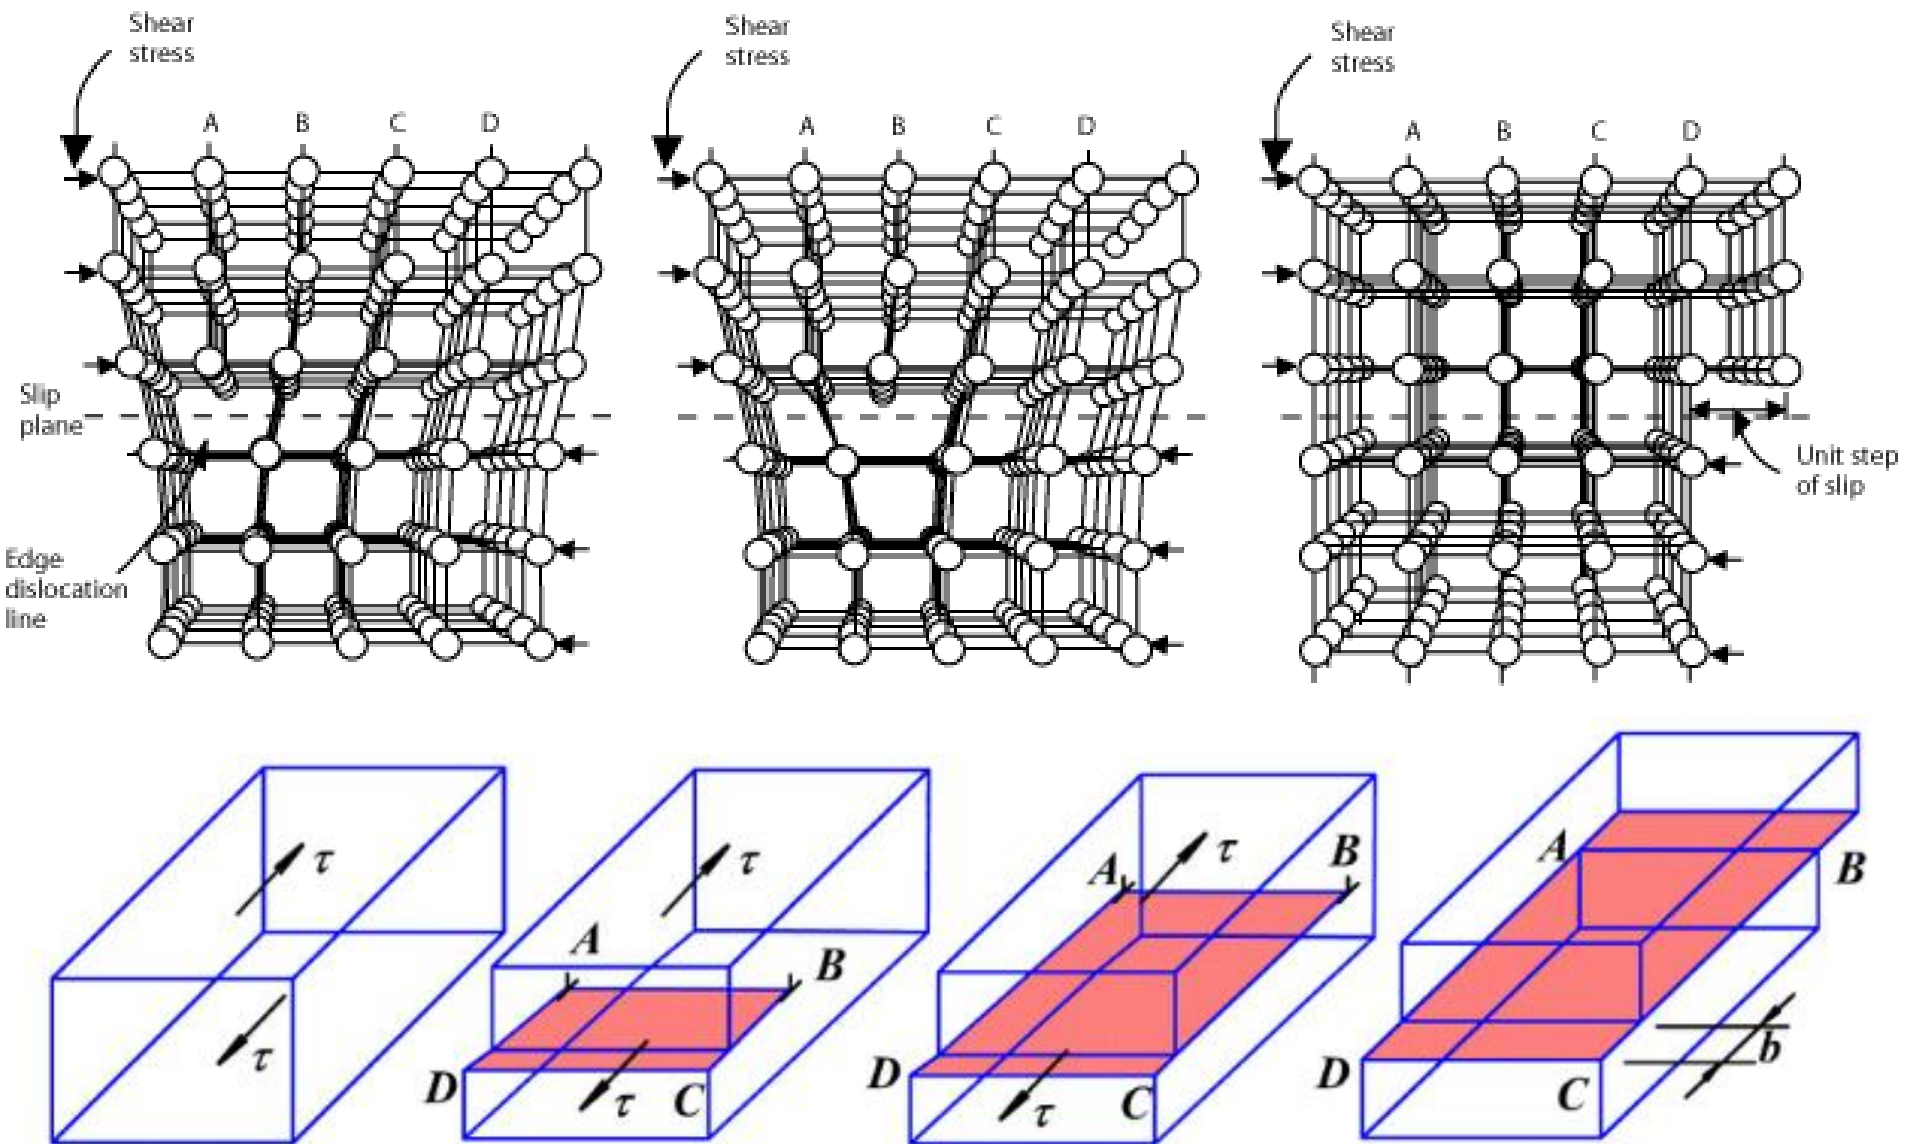 Shear
stress
Shear
stress
Shear
stress
A B C D
A B C D
A B C D
Slip
plane
Edge
dislocation
line
Unit step
of slip
τ
τ
τ
A
B
D
τ
C
τ
A
B
D
τ
C
A
B
D
C
b